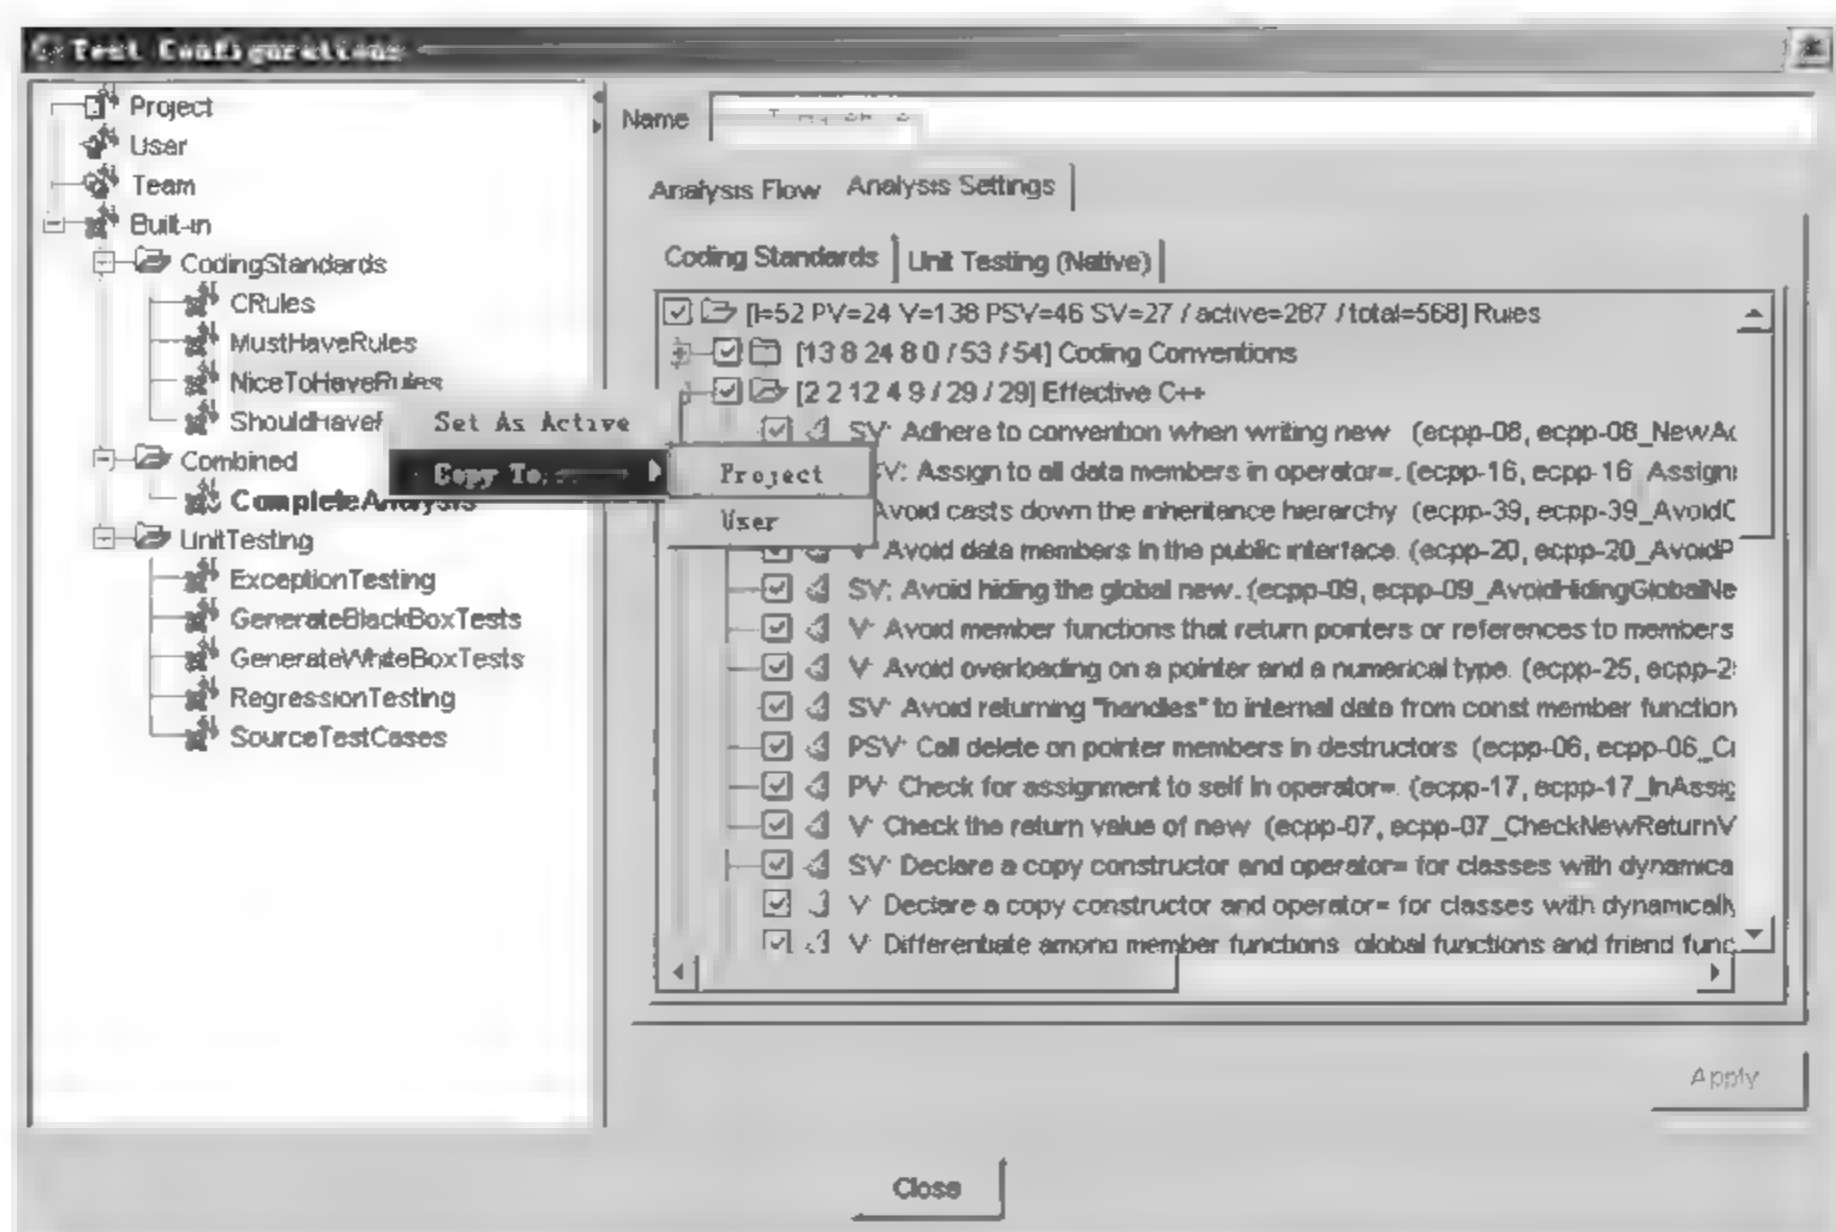 Test Configurations
Project
User
Team
Built-in
CodingStandards
CRules
MustHaveRules
NiceToHaveRules
ShouldHaveR
Combined
CompleteAnalysis
UnitTesting
ExceptionTesting
GenerateBlackBoxTests
GenerateWhiteBoxTests
RegressionTesting
SourceTestCases
Set As Active
Copy To
Project
User
Name
Analysis Flow Analysis Settings
Coding Standards Unit Testing (Native)
[I=52 PV=24 V=138 PSV=46 SV=27 / active=287 / total=568] Rules
[13 8 24 8 0 / 53 / 54] Coding Conventions
[2 2 12 4 9 / 29 / 29] Effective C++
SV: Adhere to convention when writing new (ecpp-08, ecpp-08_NewAc
V: Assign to all data members in operator=. (ecpp-16, ecpp-16_Assign
Avoid casts down the inheritance hierarchy (ecpp-39, ecpp-39_AvoidC
V: Avoid data members in the public interface. (ecpp-20, ecpp-20_AvoidP
SV: Avoid hiding the global new. (ecpp-09, ecpp-09_AvoidHidingGlobalNe
V: Avoid member functions that return pointers or references to members
V: Avoid overloading on a pointer and a numerical type. (ecpp-25, ecpp-2
SV: Avoid returning "handles" to internal data from const member function
PSV: Call delete on pointer members in destructors (ecpp-06, ecpp-06_C
PV: Check for assignment to self in operator=. (ecpp-17, ecpp-17_InAssig
V: Check the return value of new (ecpp-07, ecpp-07_CheckNewReturnV
SV: Declare a copy constructor and operator= for classes with dynamica
V: Declare a copy constructor and operator= for classes with dynamically
V: Differentiate among member functions global functions and friend func
Apply
Close